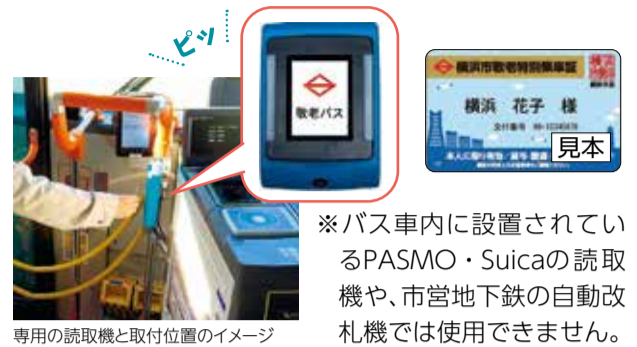 ピッ
敬老パス
横浜市敬老特別乗車証
横浜 花子 様
見本
※バス車内に設置されてい
るPASMO・Suicaの読取
機や、市営地下鉄の自動改
札機では使用できません。
専用の読取機と取付位置のイメージ